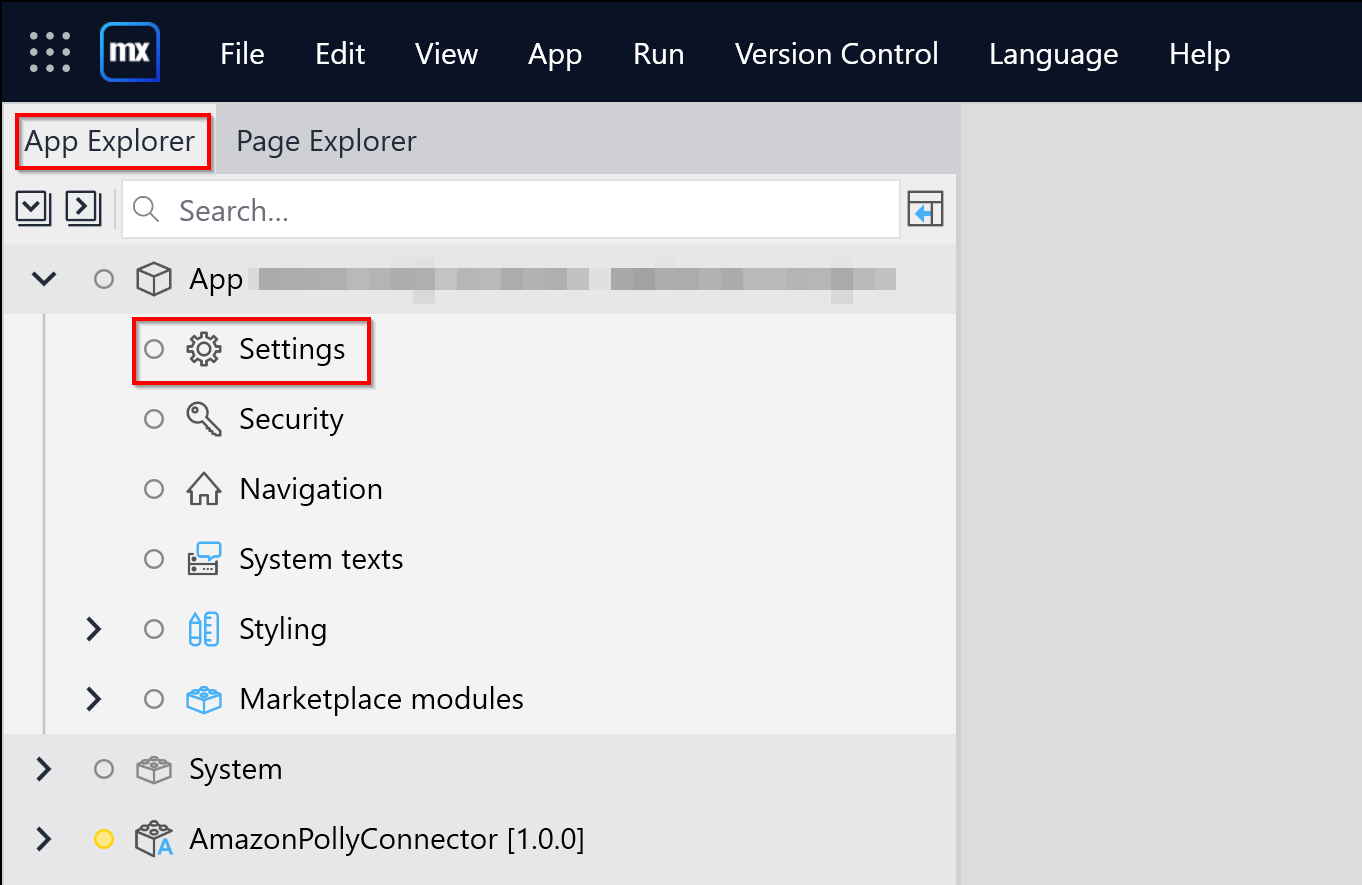 mx File Edit View App Run Version Control Language Help
App Explorer Page Explorer
Search...
App
Settings
Security
Navigation
System texts
Styling
Marketplace modules
System
AmazonPollyConnector [1.0.0]